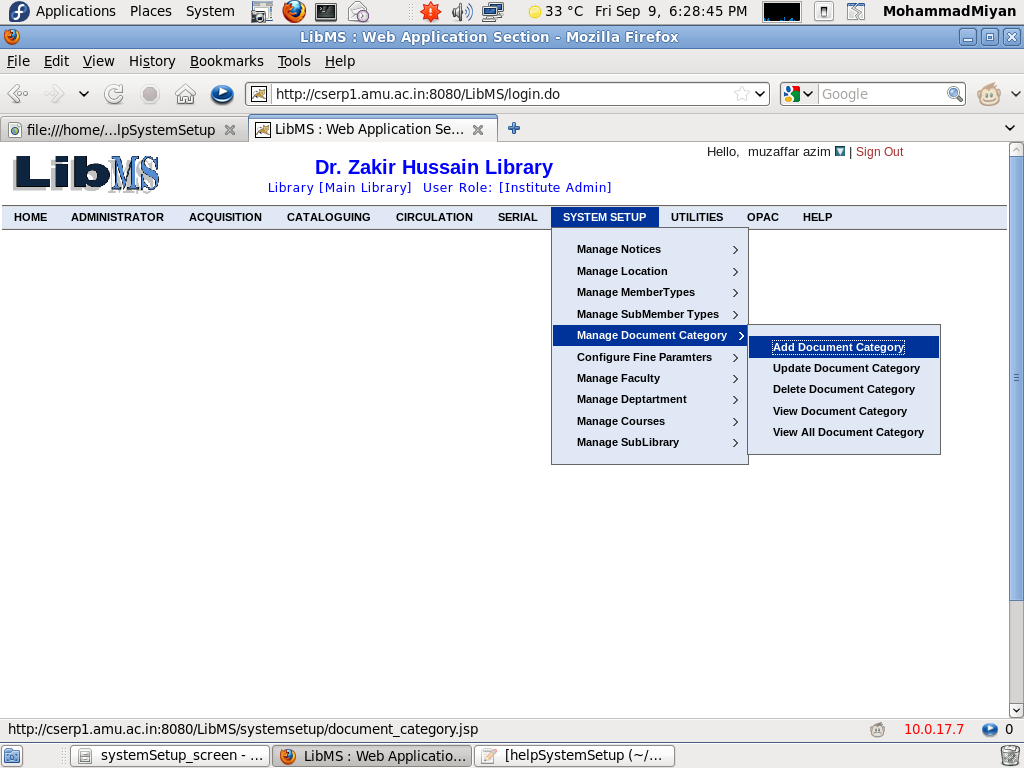 Applications Places System 33 °C Fri Sep 9, 6:28:45 PM MohammadMiyan
LibMS : Web Application Section - Mozilla Firefox
File Edit View History Bookmarks Tools Help
http://cserp1.amu.ac.in:8080/LibMS/login.do Google
file:///home/...lpSystemSetup LibMS : Web Application Se...
LibMS
Dr. Zakir Hussain Library
Library [Main Library] User Role: [Institute Admin]
Hello, muzaffar azim | Sign Out
HOME ADMINISTRATOR ACQUISITION CATALOGUING CIRCULATION SERIAL SYSTEM SETUP UTILITIES OPAC HELP
Manage Notices
Manage Location
Manage MemberTypes
Manage SubMember Types
Manage Document Category
Configure Fine Paramters
Manage Faculty
Manage Deptartment
Manage Courses
Manage SubLibrary
Add Document Category
Update Document Category
Delete Document Category
View Document Category
View All Document Category
http://cserp1.amu.ac.in:8080/LibMS/systemsetup/document_category.jsp 10.0.17.7 0
systemSetup_screen - ... LibMS : Web Applicatio... [helpSystemSetup (~/...